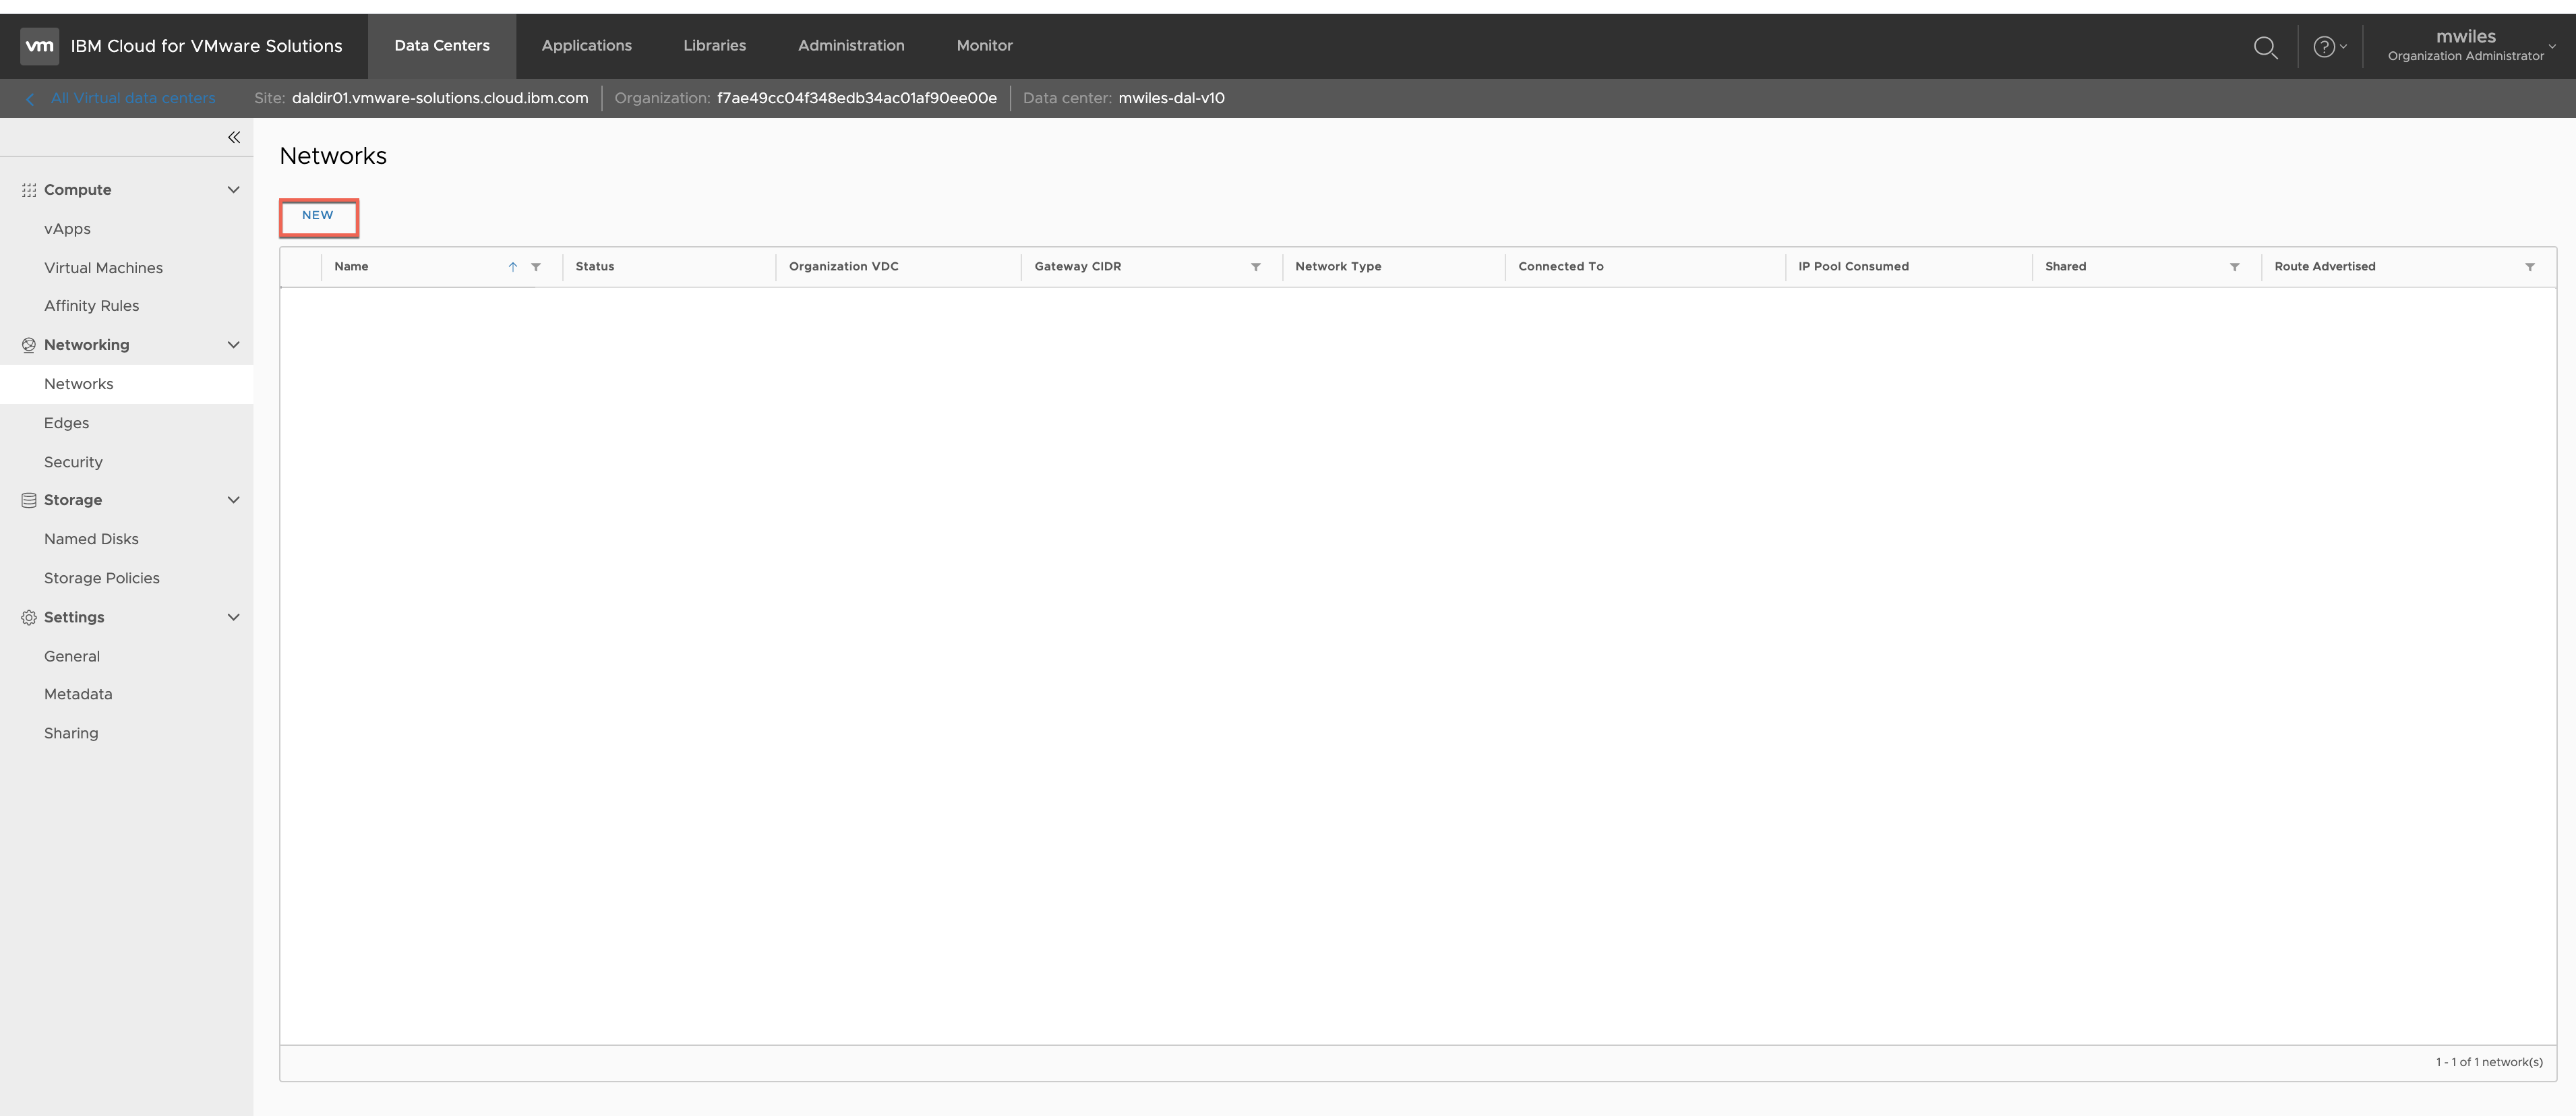 vm IBM Cloud for VMware Solutions Data Centers Applications Libraries Administration Monitor ? mwiles
Organization Administrator
All Virtual data centers Site: daldir01.vmware-solutions.cloud.ibm.com Organization: f7ae49cc04f348edb34ac01af90ee00e Data center: mwiles-dal-v10
Compute
vApps
Virtual Machines
Affinity Rules
Networking
Networks
Edges
Security
Storage
Named Disks
Storage Policies
Settings
General
Metadata
Sharing
Networks
NEW
Name Status Organization VDC Gateway CIDR Network Type Connected To IP Pool Consumed Shared Route Advertised
1 - 1 of 1 network(s)